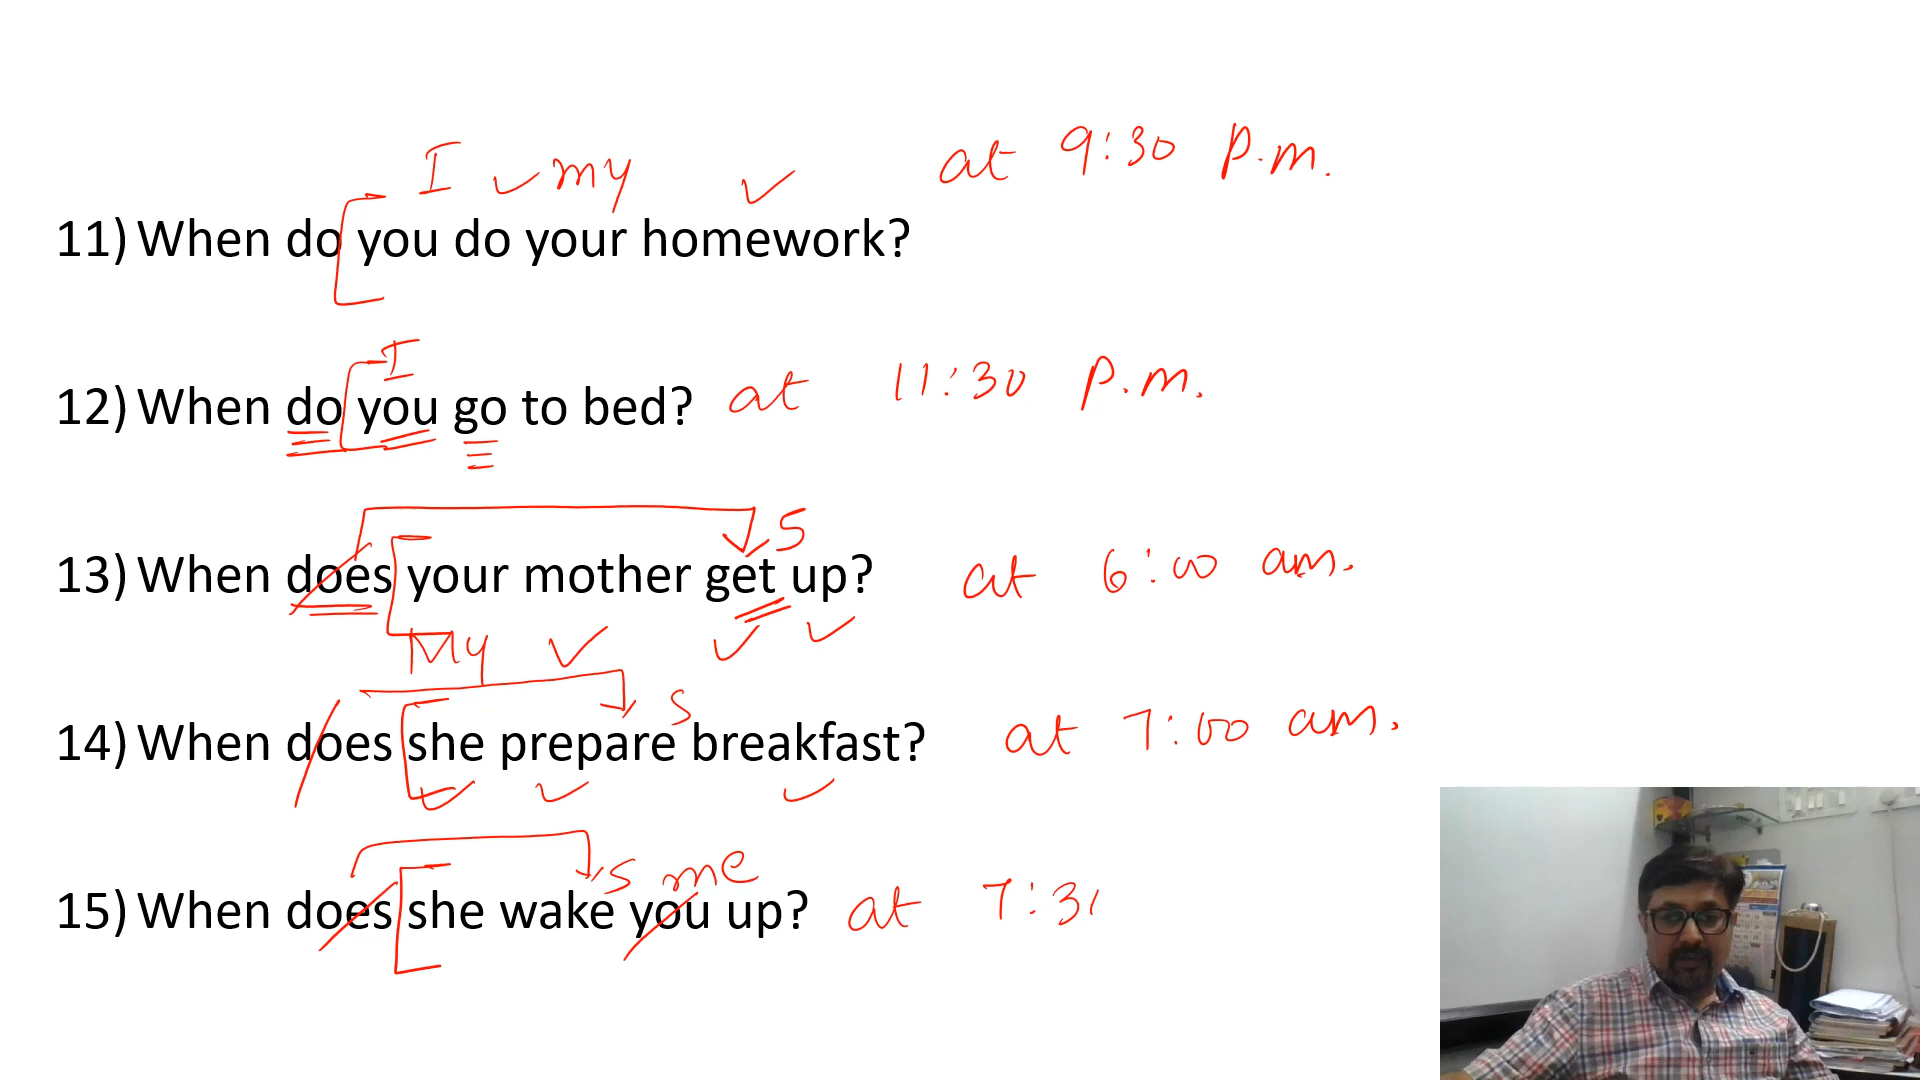 I my at 9:30 P.m.
11) When do you do your homework?
I
12) When do you go to bed? at 11:30 P.m.
s
13) When does your mother get up? at 6:00 am.
My
s
14) When does she prepare breakfast? at 7:00 am.
s me
15) When does she wake you up? at 7:3